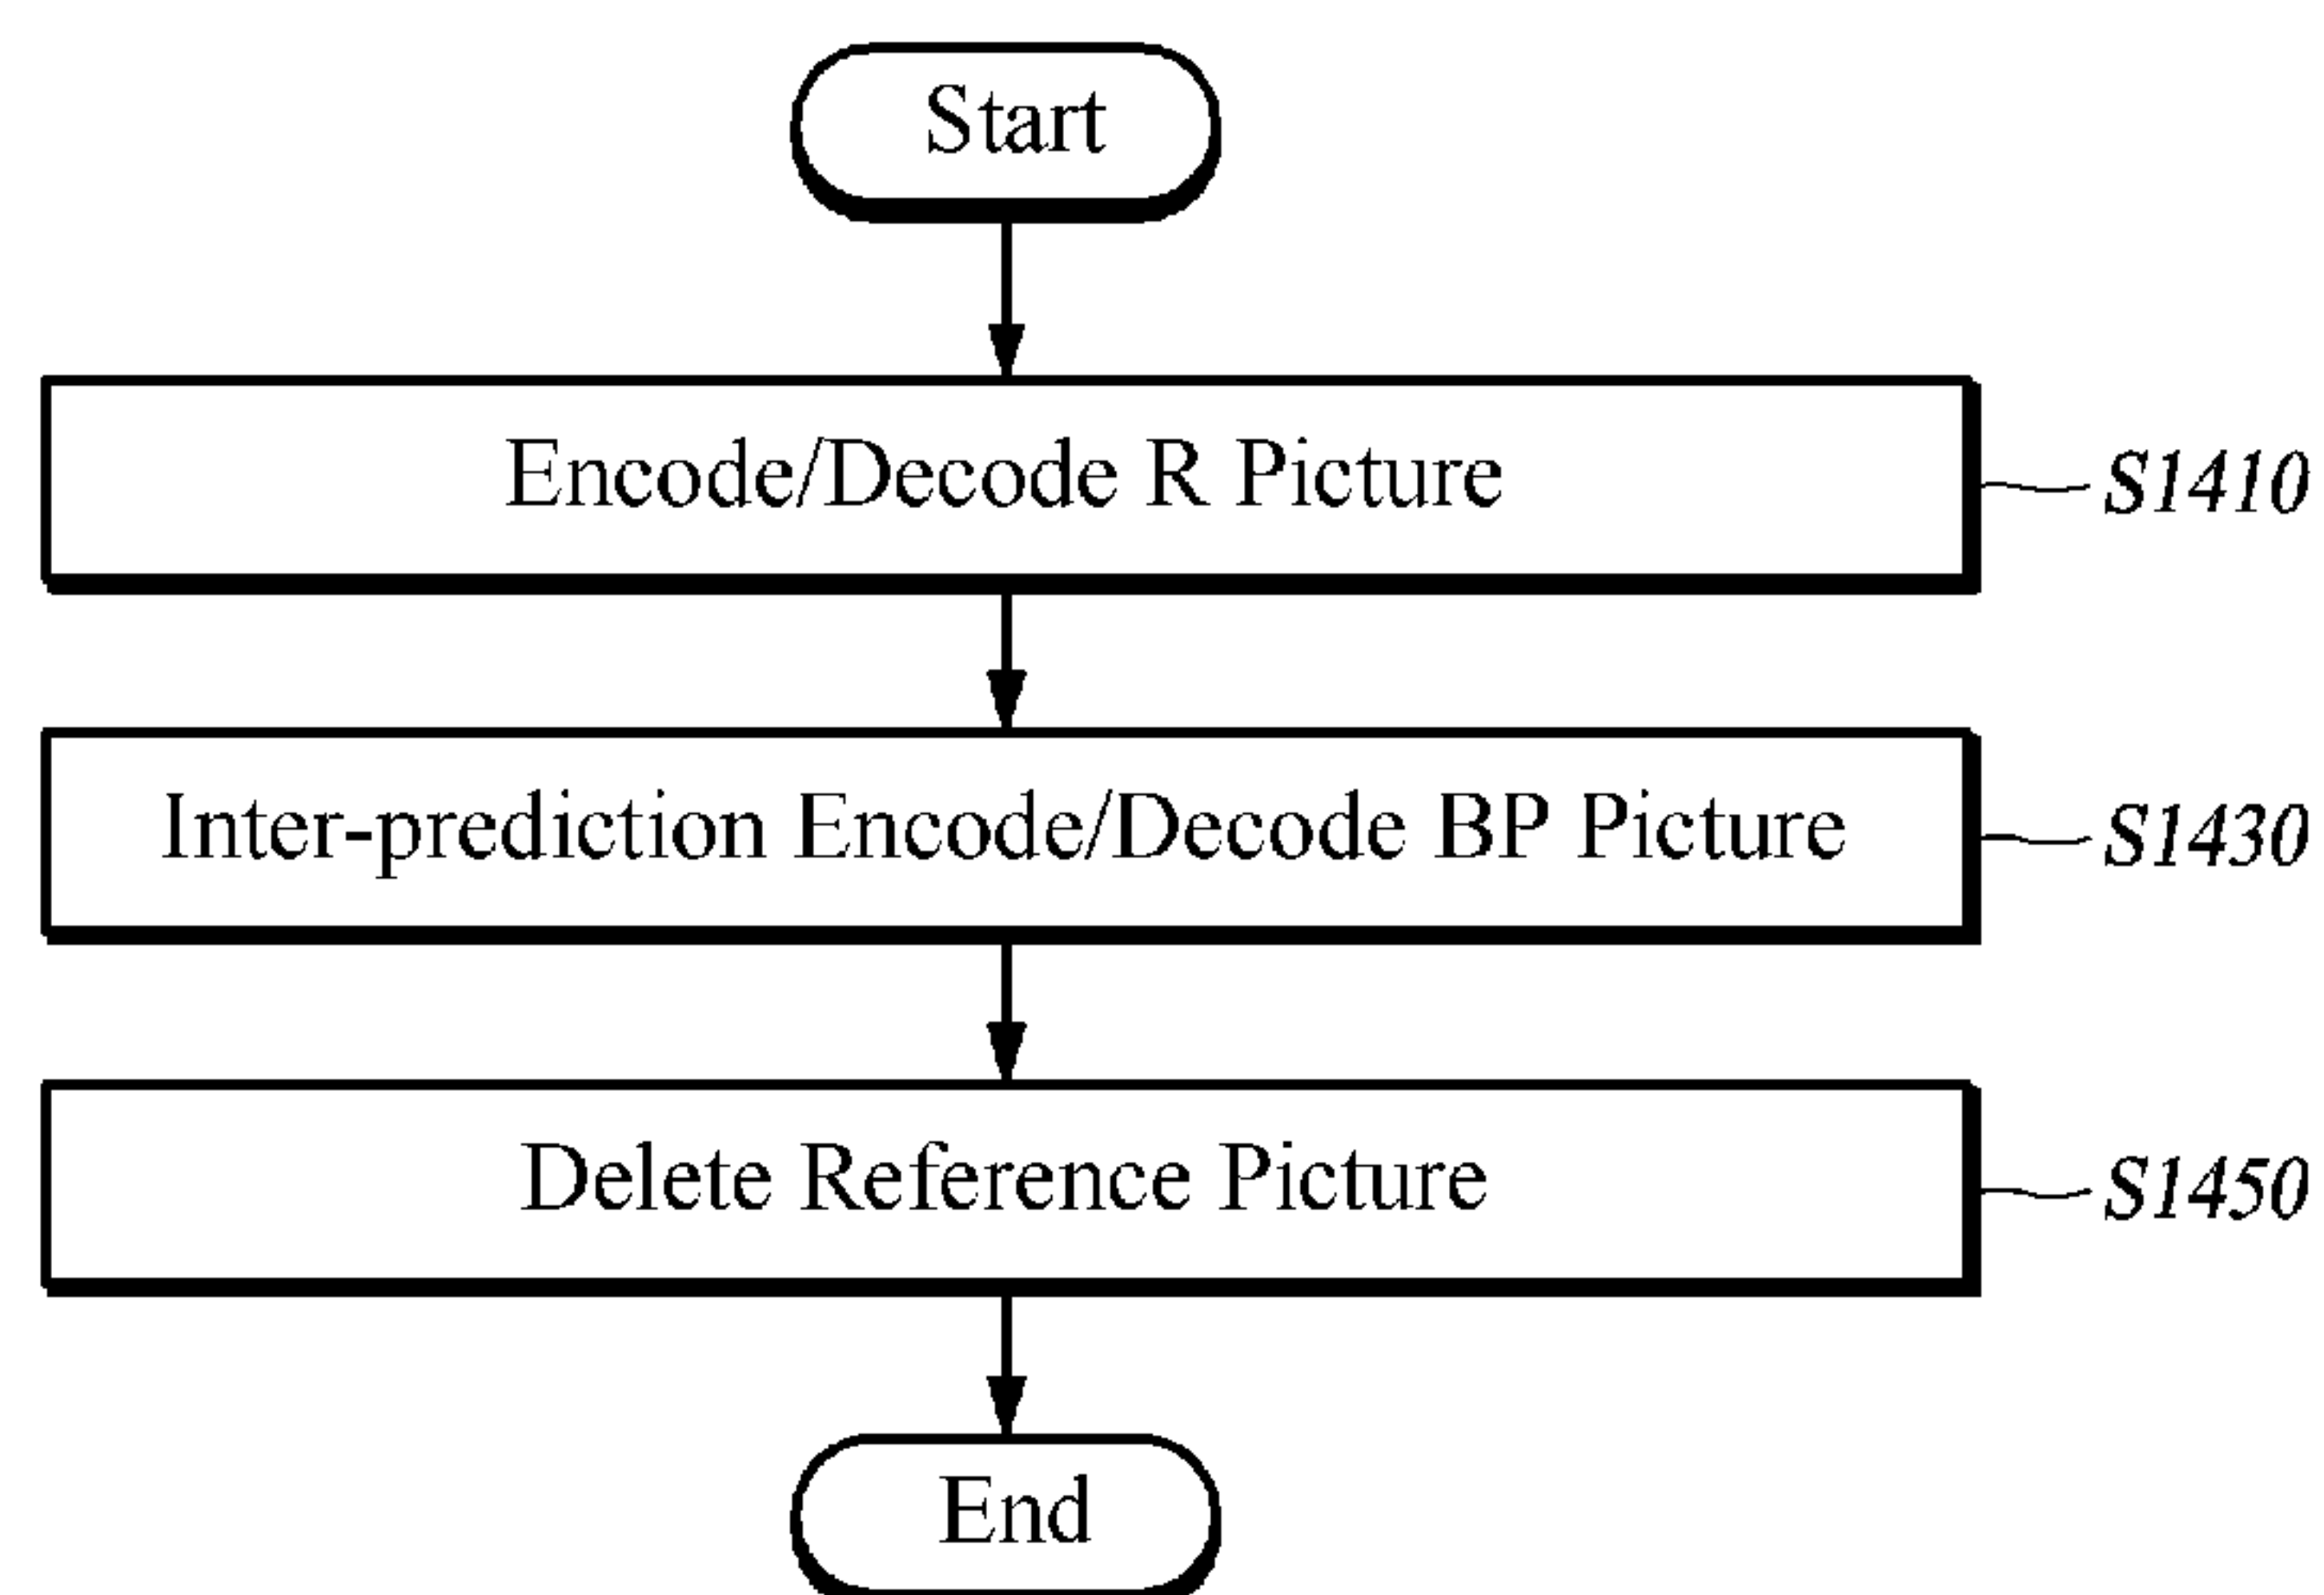 Start
Encode/Decode R Picture
S1410
Inter-prediction Encode/Decode BP Picture
S1430
Delete Reference Picture
S1450
End